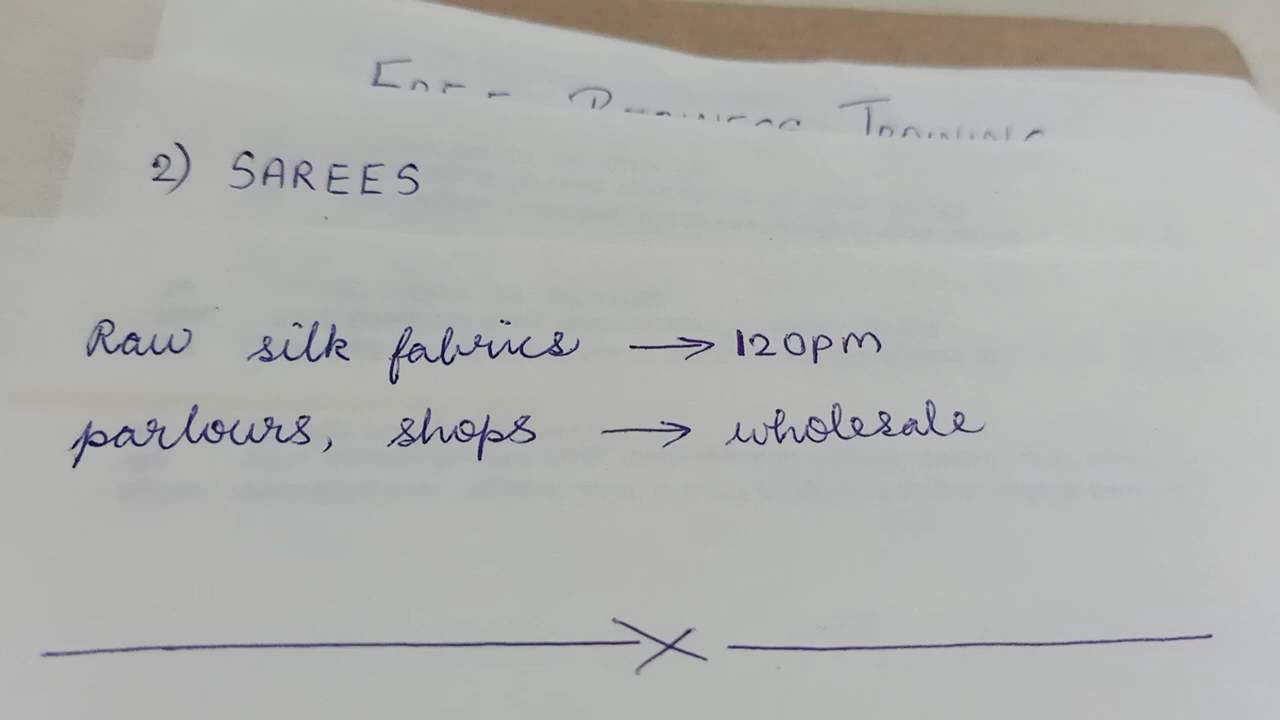 2) SAREES
Raw silk fabrics → 120pm
parlours, shops → wholesale